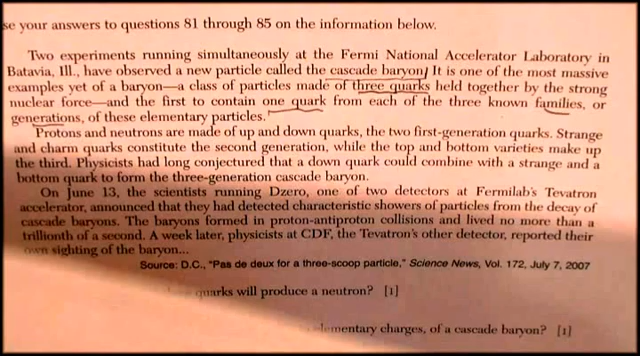 se your answers to questions 81 through 85 on the information below.
Two experiments running simultaneously at the Fermi National Accelerator Laboratory in
Batavia, Ill., have observed a new particle called the cascade baryon. It is one of the most massive
examples yet of a baryon—a class of particles made of three quarks held together by the strong
nuclear force—and the first to contain one quark from each of the three known families, or
generations, of these elementary particles.
Protons and neutrons are made of up and down quarks, the two first-generation quarks. Strange
and charm quarks constitute the second generation, while the top and bottom varieties make up
the third. Physicists had long conjectured that a down quark could combine with a strange and a
bottom quark to form the three-generation cascade baryon.
On June 13, the scientists running Dzero, one of two detectors at Fermilab's Tevatron
accelerator, announced that they had detected characteristic showers of particles from the decay of
cascade baryons. The baryons formed in proton-antiproton collisions and lived no more than a
trillionth of a second. A week later, physicists at CDF, the Tevatron's other detector, reported their
own sighting of the baryon...
Source: D.C., "Pas de deux for a three-scoop particle," Science News, Vol. 172, July 7, 2007
quarks will produce a neutron? [1]
lementary charges, of a cascade baryon? [1]